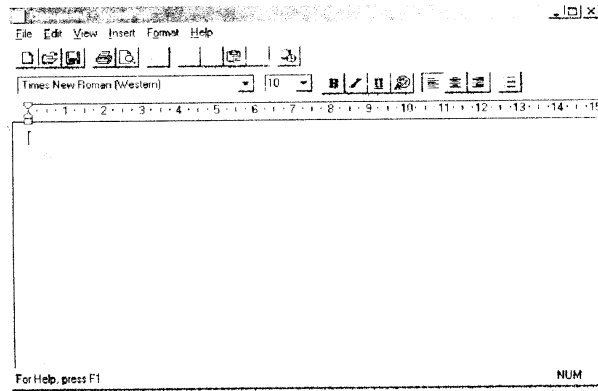 File Edit View Insert Format Help
Times New Roman (Western) 10 B / U
1 2 3 4 5 6 7 8 9 10 11 12 13 14 15
For Help, press F1 NUM